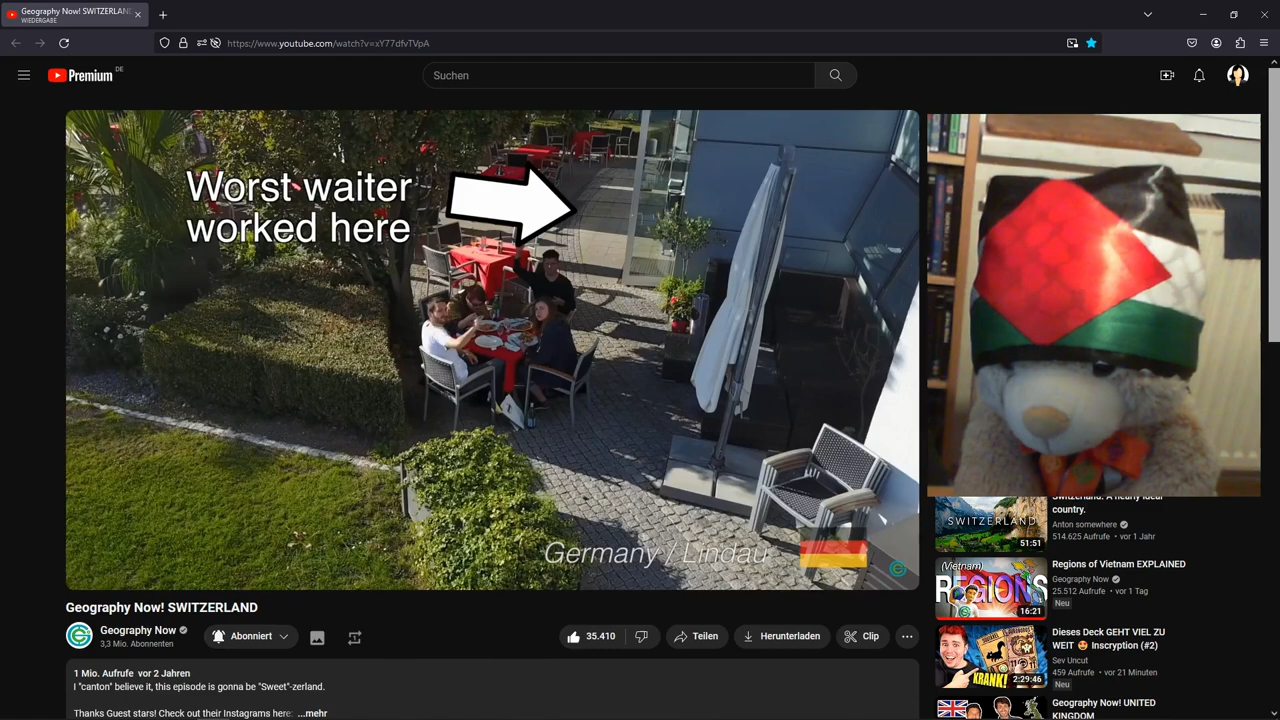 Geography Now! SWITZERLAN
WIEDERGABE
https://www.youtube.com/watch?v=xY77dfvTVpA
Premium DE
Suchen
Worst waiter
worked here
Germany / Lindau
Geography Now! SWITZERLAND
Geography Now
3,3 Mio. Abonnenten
Abonniert
35.410
Teilen
Herunterladen
Clip
1 Mio. Aufrufe vor 2 Jahren
I "canton" believe it, this episode is gonna be "Sweet"-zerland.
Thanks Guest stars! Check out their Instagrams here: ...mehr
SWITZERLAND
51:51
Switzerland. A nearly ideal
country.
Anton somewhere
514.625 Aufrufe • vor 1 Jahr
(Vietnam)
REGIONS
16:21
Regions of Vietnam EXPLAINED
Geography Now
25.512 Aufrufe • vor 1 Tag
Neu
KRANK!
2:29:46
Dieses Deck GEHT VIEL ZU
WEIT 🤩 Inscryption (#2)
Sev Uncut
459 Aufrufe • vor 21 Minuten
Neu
Geography Now! UNITED
KINGDOM